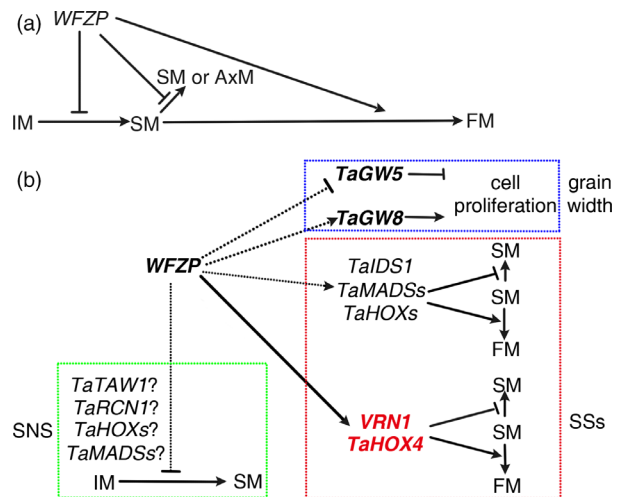 (a)
WFZP
SM or AxM
IM
SM
FM
(b)
TaGW5
TaGW8
cell
proliferation
grain
width
WFZP
TaIDS1
TaMADSs
TaHOXs
SM
SM
FM
SNS
TaTAW1?
TaRCN1?
TaHOXs?
TaMADSs?
IM
SM
VRN1
TaHOX4
SM
SM
FM
SSs